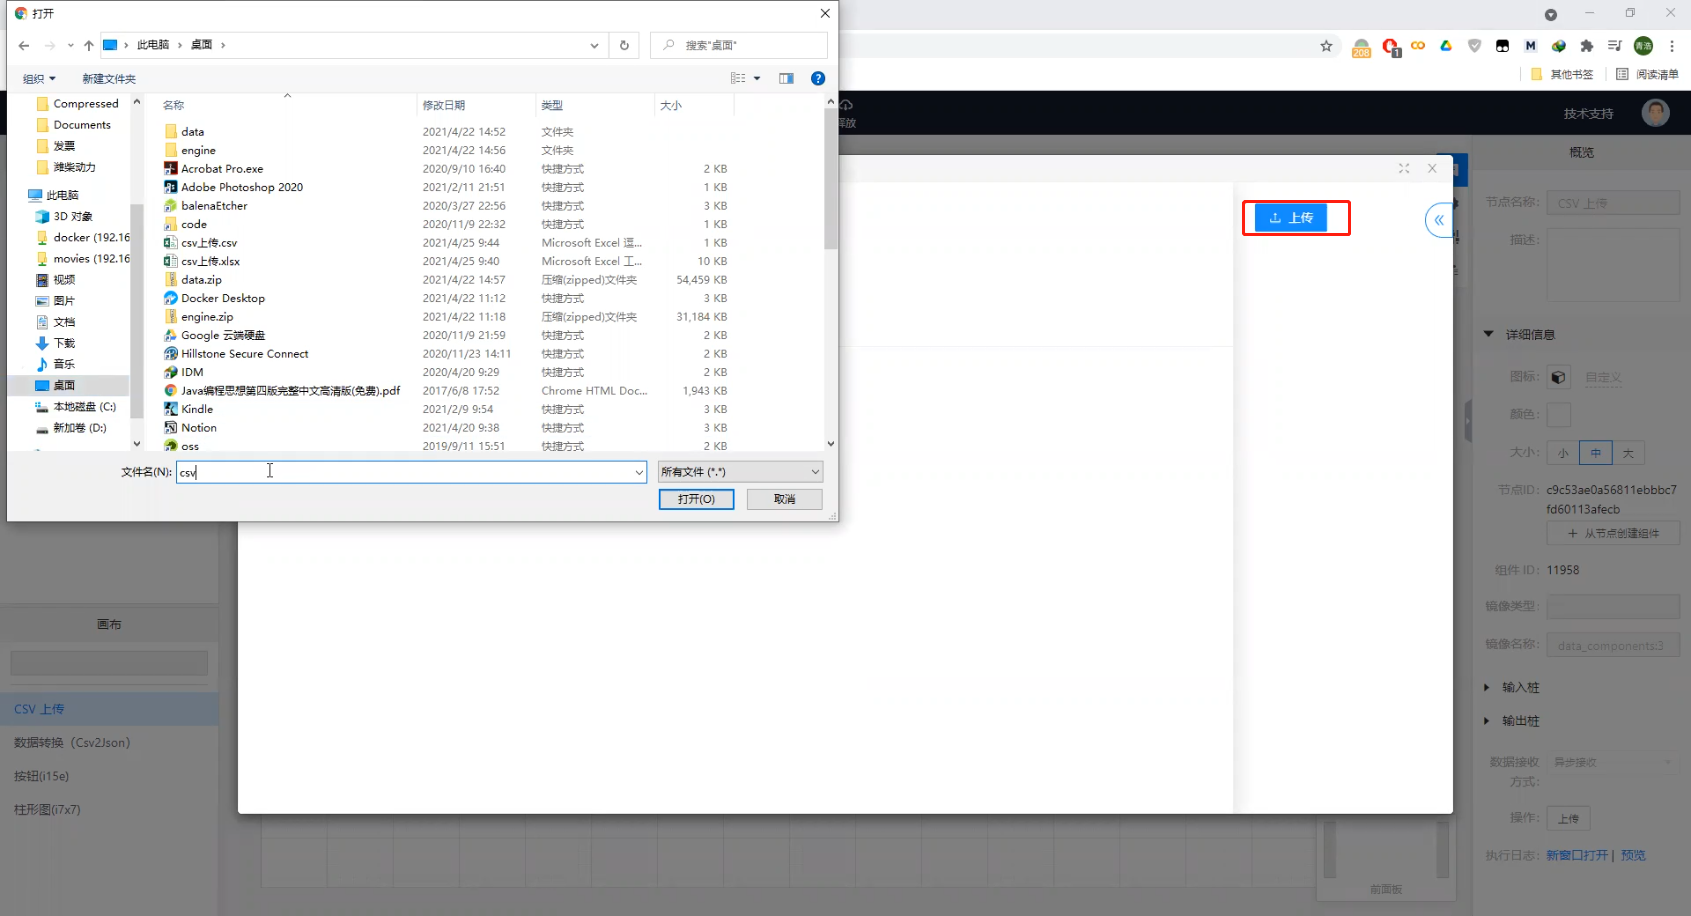 打开
此电脑 › 桌面 ›
搜索"桌面"
组织
新建文件夹
Compressed
Documents
发票
潍柴动力
此电脑
3D 对象
docker (192.16
movies (192.16
视频
图片
文档
下载
音乐
桌面
本地磁盘 (C:)
新加卷 (D:)
名称 修改日期 类型 大小
data 2021/4/22 14:52 文件夹
engine 2021/4/22 14:56 文件夹
Acrobat Pro.exe 2020/9/10 16:40 快捷方式 2 KB
Adobe Photoshop 2020 2021/2/11 21:51 快捷方式 1 KB
balenaEtcher 2020/3/27 22:56 快捷方式 3 KB
code 2020/11/9 22:32 快捷方式 1 KB
csv上传.csv 2021/4/25 9:44 Microsoft Excel 逗... 1 KB
csv上传.xlsx 2021/4/25 9:40 Microsoft Excel 工... 10 KB
data.zip 2021/4/22 14:57 压缩(zipped)文件夹 54,459 KB
Docker Desktop 2021/4/22 11:12 快捷方式 3 KB
engine.zip 2021/4/22 11:18 压缩(zipped)文件夹 31,184 KB
Google 云端硬盘 2020/11/9 21:59 快捷方式 2 KB
Hillstone Secure Connect 2020/11/23 14:11 快捷方式 2 KB
IDM 2020/4/20 9:29 快捷方式 2 KB
Java编程思想第四版完整中文高清版(免费).pdf 2017/6/8 17:52 Chrome HTML Doc... 1,943 KB
Kindle 2021/2/9 9:54 快捷方式 3 KB
Notion 2021/4/20 9:38 快捷方式 3 KB
oss 2019/9/11 15:51 快捷方式 2 KB
文件名(N): csv
所有文件 (*.*)
打开(O)
取消
208
1
M
青浩
其他书签
阅读清单
释放
技术支持
上传
画布
CSV 上传
数据转换（Csv2Json）
按钮(i15e)
柱形图(i7x7)
概览
节点名称: CSV 上传
描述:
详细信息
图标: 自定义
颜色:
大小: 小 中 大
节点ID: c9c53ae0a56811ebbbc7
fd60113afecb
从节点创建组件
组件 ID: 11958
镜像类型:
镜像名称: data_components:3
输入桩
输出桩
数据接收 异步接收
方式:
操作: 上传
执行日志: 新窗口打开 | 预览
前面板